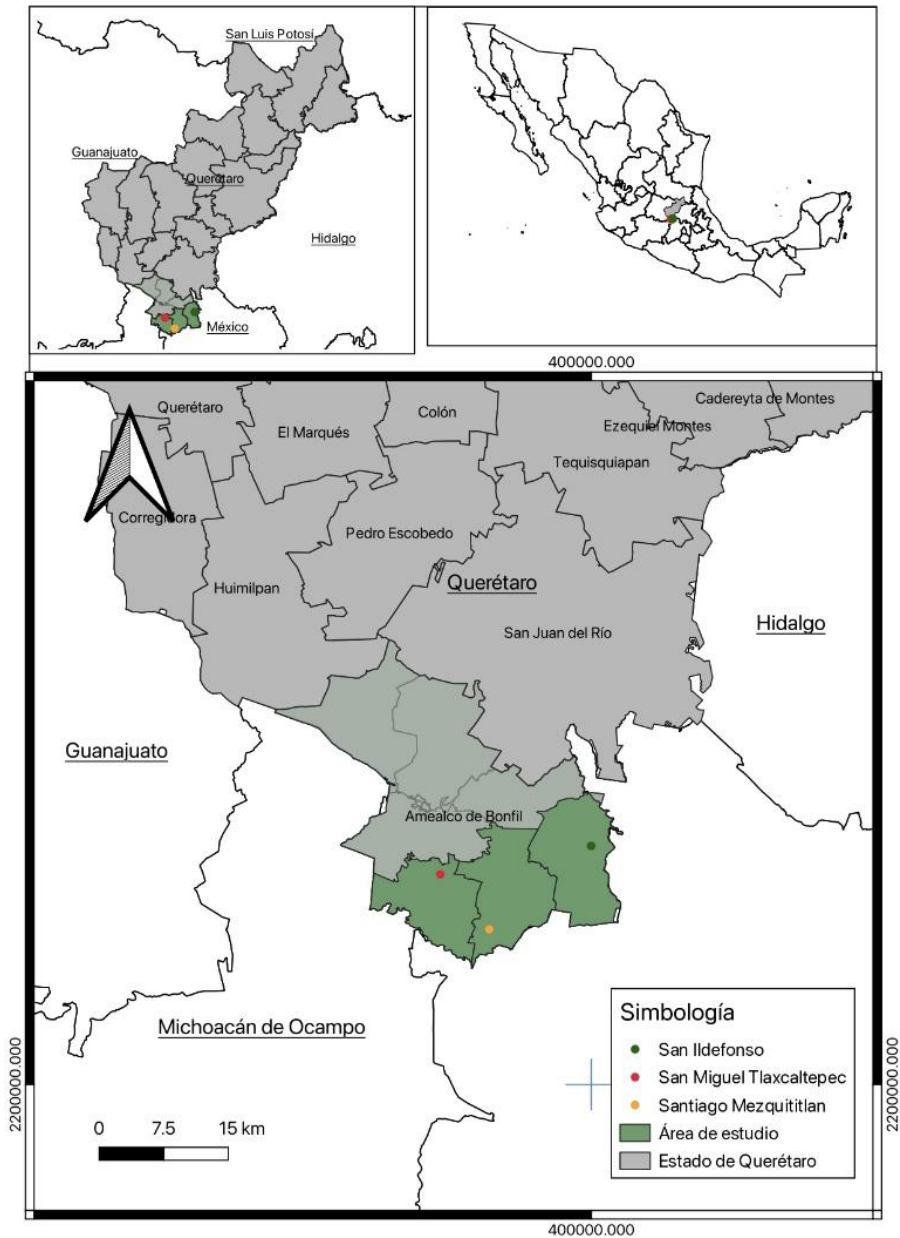 San Luis Potosí
Guanajuato
Querétaro
Hidalgo
México
400000.000
Querétaro
El Marqués
Colón
Cadereyta de Montes
Ezequiel Montes
Tequisquiapan
Corregidora
Pedro Escobedo
Huimilpan
Querétaro
San Juan del Río
Hidalgo
Guanajuato
Amealco de Bonfil
Michoacán de Ocampo
2200000.000
2200000.000
0 7.5 15 km
Simbología
San Ildefonso
San Miguel Tlaxcaltepec
Santiago Mezquititlan
Área de estudio
Estado de Querétaro
400000.000